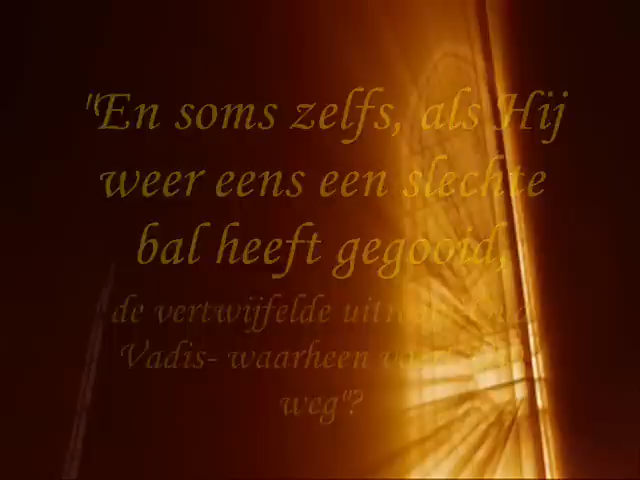 "En soms zelfs, als Hij
weer eens een slechte
bal heeft gegooid,
de vertwijfelde
Vadis- waarheen
weg"?